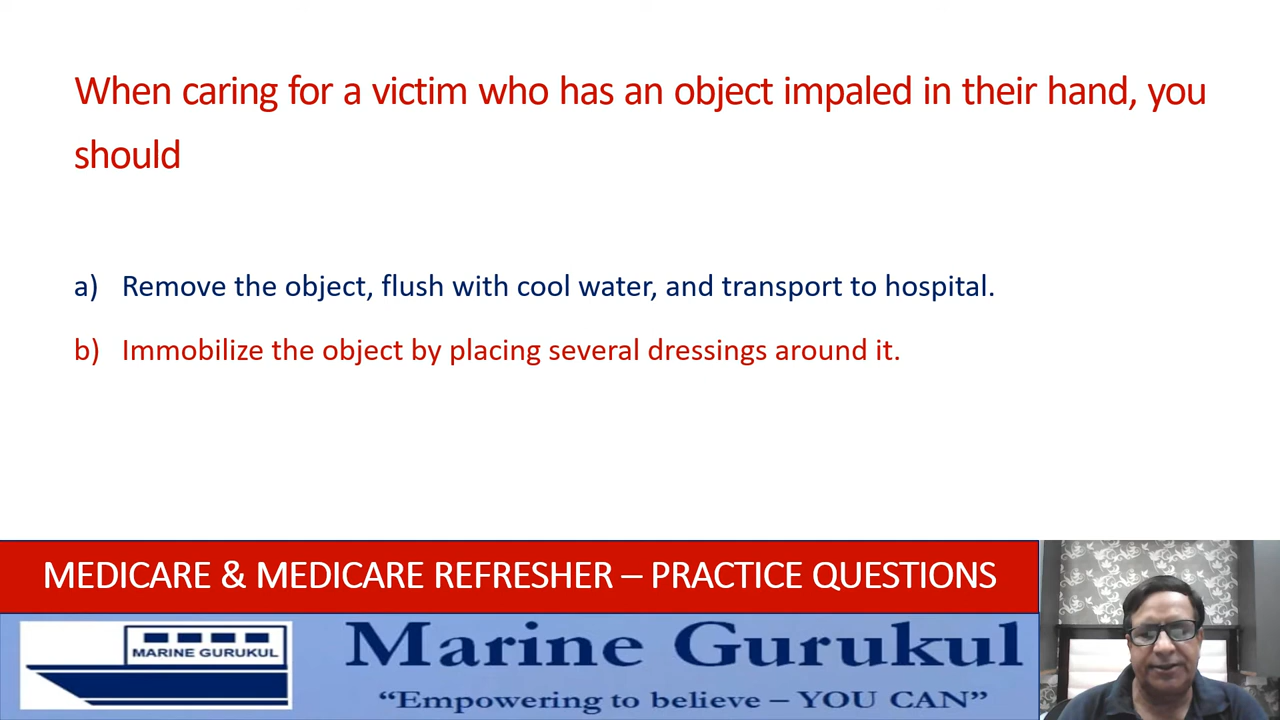 When caring for a victim who has an object impaled in their hand, you
should
a) Remove the object, flush with cool water, and transport to hospital.
b) Immobilize the object by placing several dressings around it.
MEDICARE & MEDICARE REFRESHER – PRACTICE QUESTIONS
MARINE GURUKUL
Marine Gurukul
“Empowering to believe – YOU CAN”